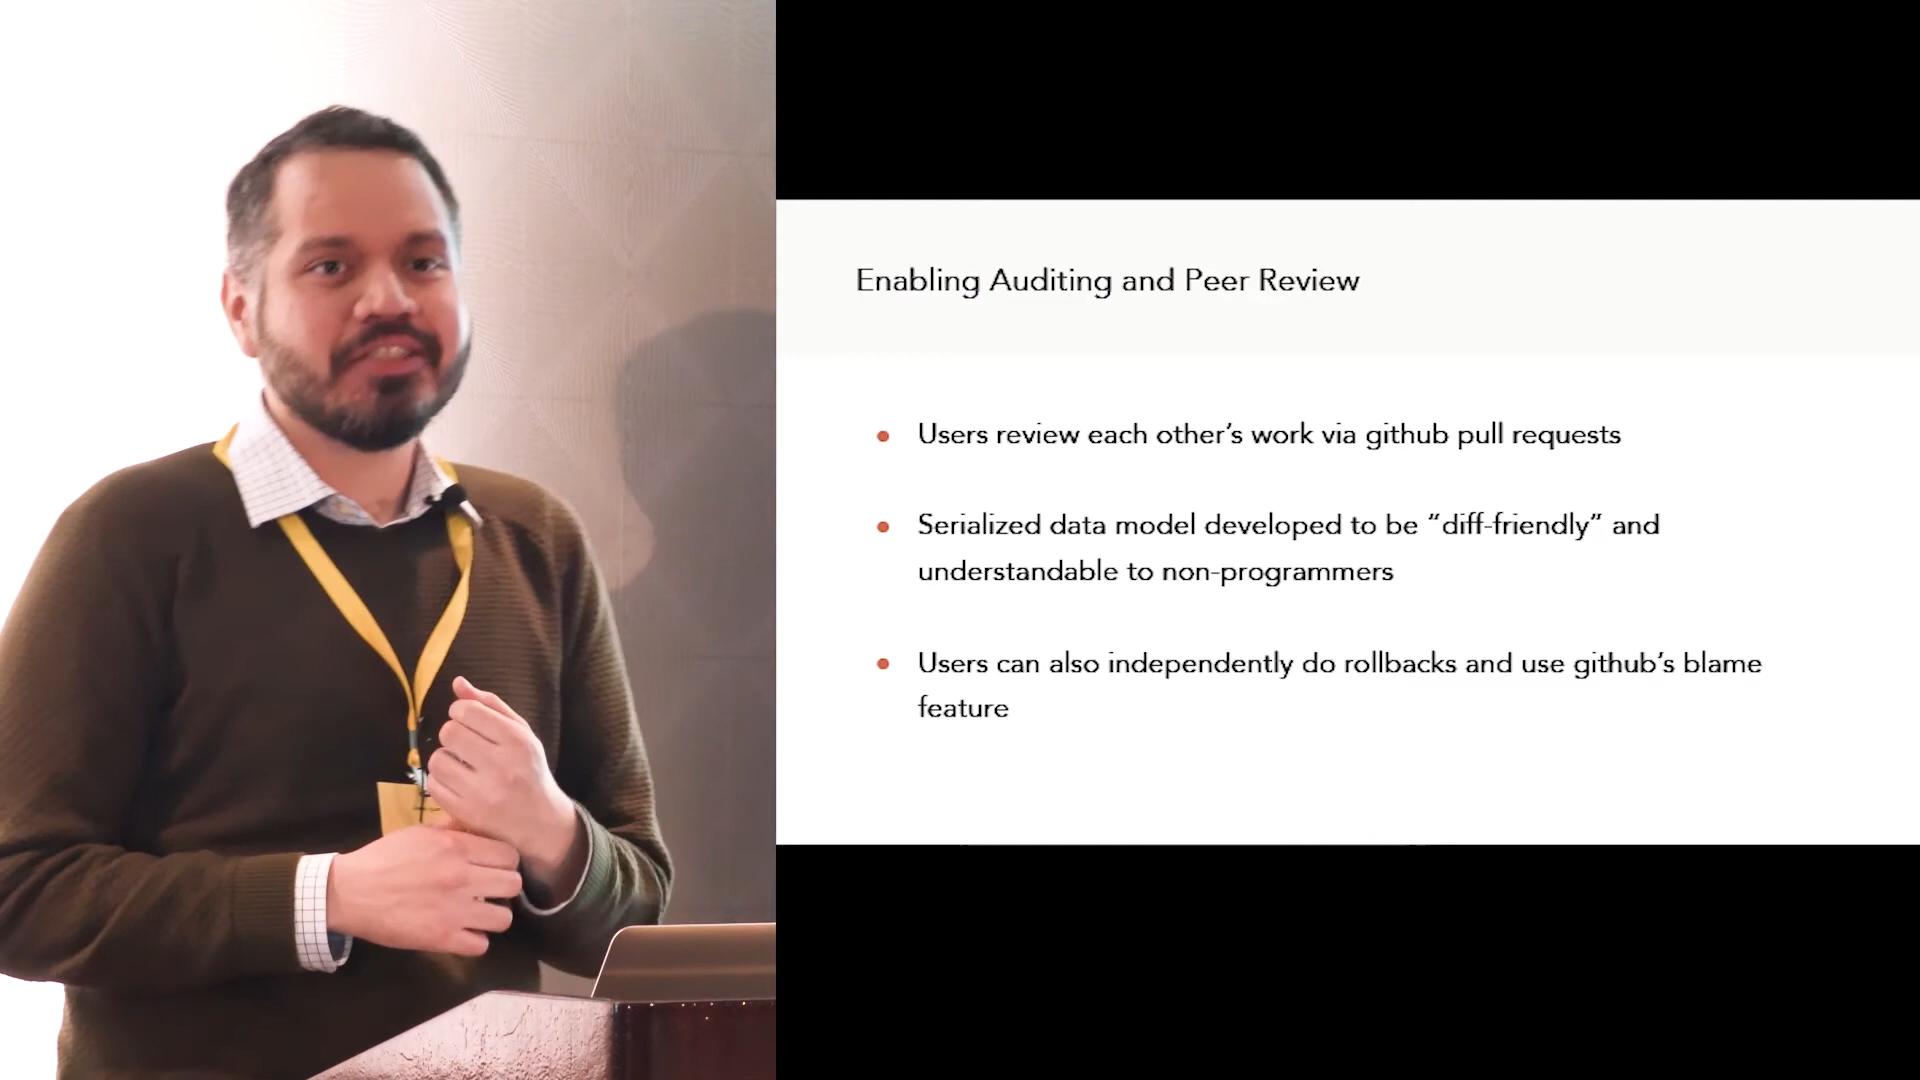 Enabling Auditing and Peer Review
Users review each other’s work via github pull requests
Serialized data model developed to be “diff-friendly” and
understandable to non-programmers
Users can also independently do rollbacks and use github’s blame
feature